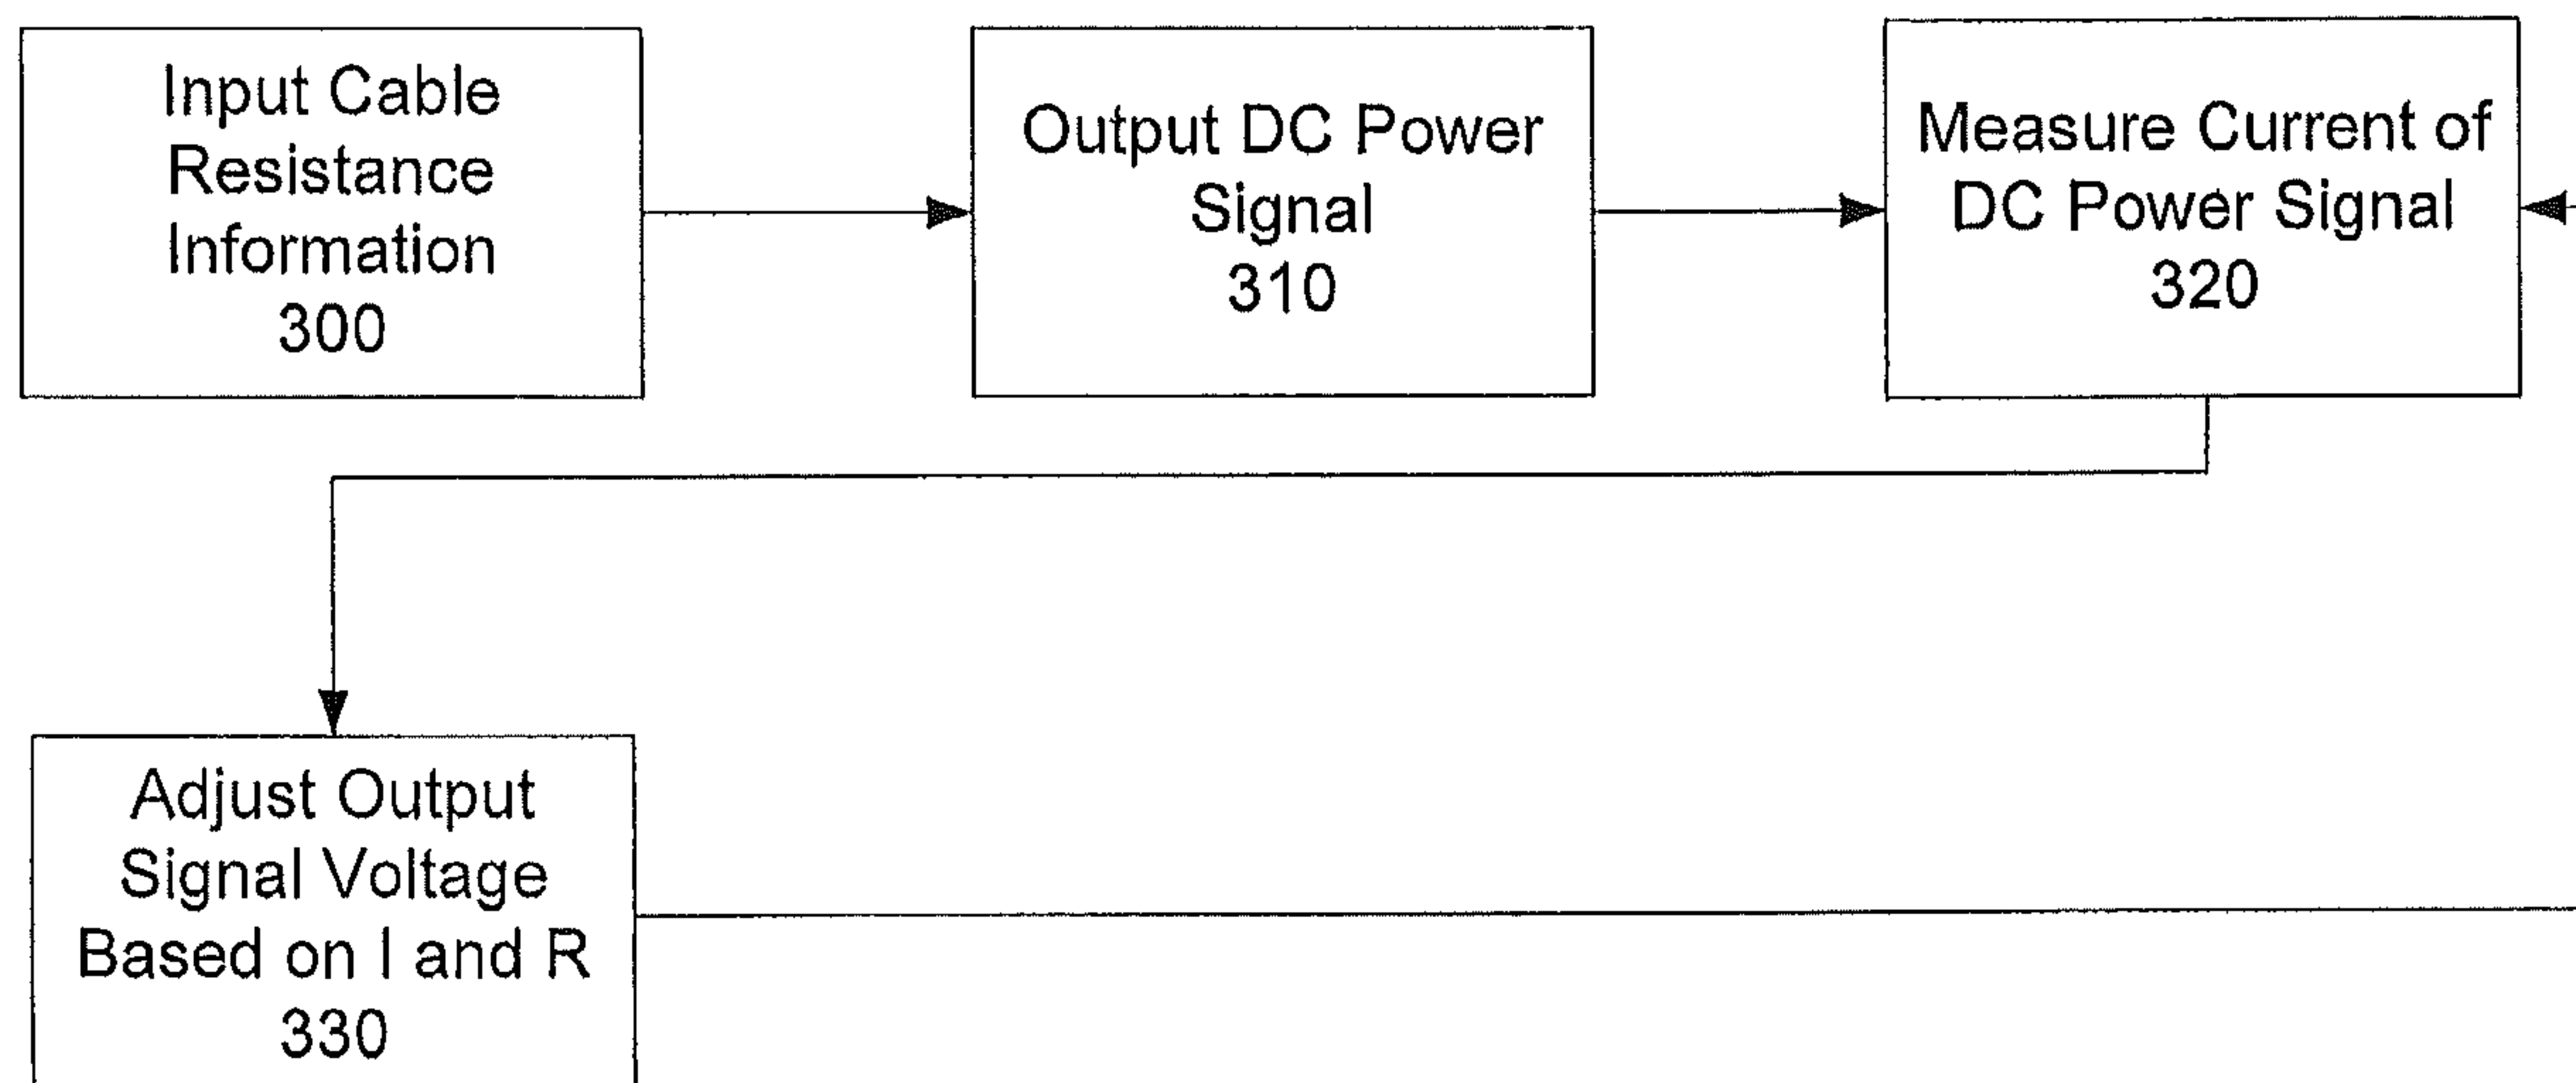 Input Cable
Resistance
Information
300
Output DC Power
Signal
310
Measure Current of
DC Power Signal
320
Adjust Output
Signal Voltage
Based on I and R
330